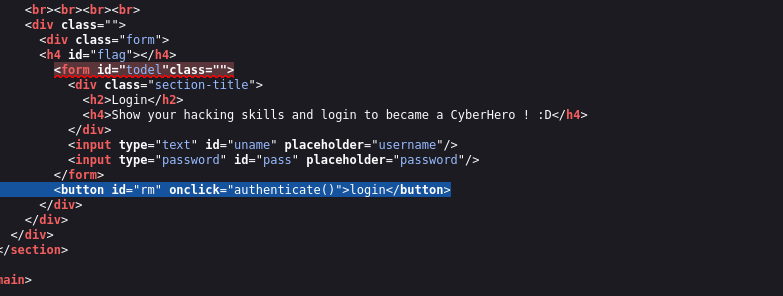 <br><br><br><br>
<div class="">
<div class="form">
<h4 id="flag"></h4>
<form id="todel"class="">
<div class="section-title">
<h2>Login</h2>
<h4>Show your hacking skills and login to became a CyberHero ! :D</h4>
</div>
<input type="text" id="uname" placeholder="username"/>
<input type="password" id="pass" placeholder="password"/>
</form>
<button id="rm" onclick="authenticate()">login</button>
</div>
</div>
</div>
</section>
main>